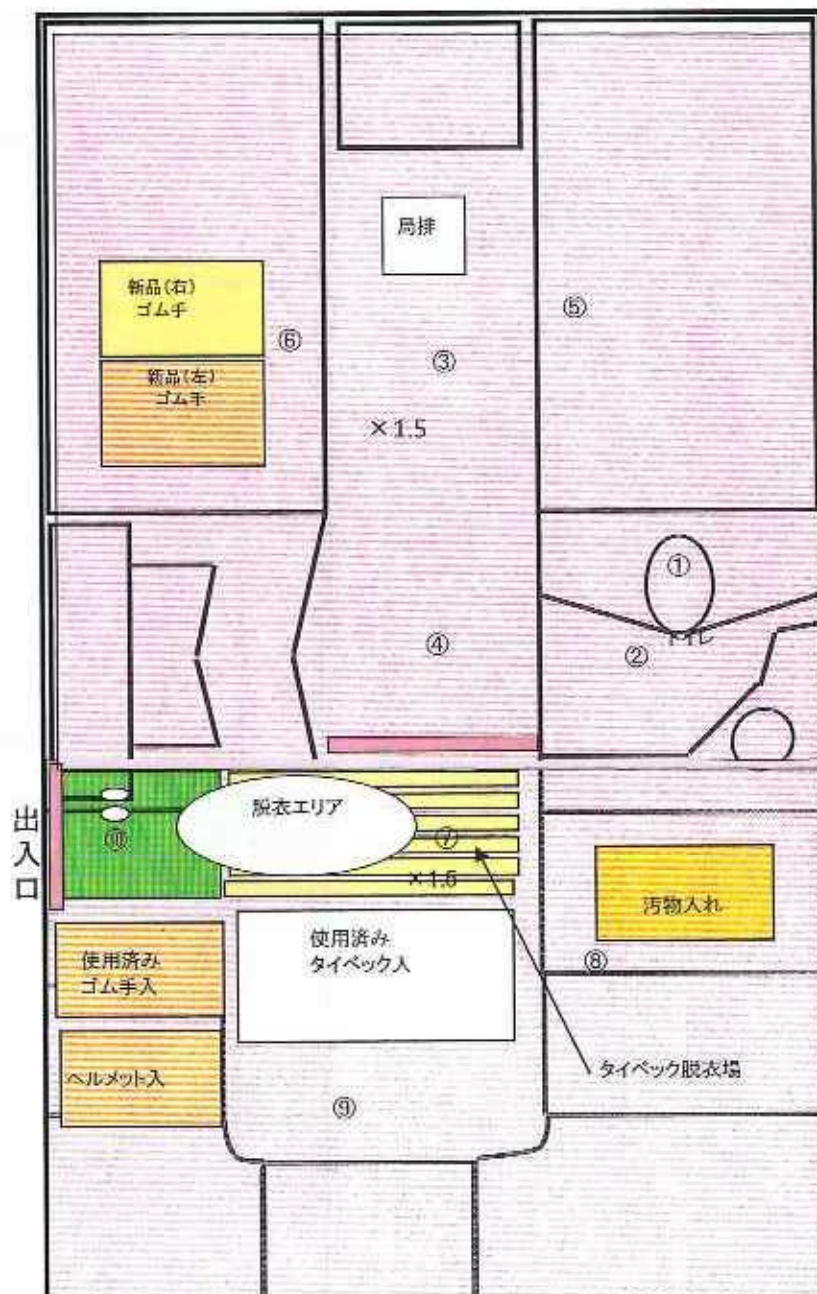 局排
新品(右)
ゴム手
⑤
⑥
新品(左)
ゴム手
③
×1.5
①
トイレ
②
④
出入口
脱衣エリア
⑩
⑦
×1.5
汚物入れ
使用済み
タイベック入
使用済み
ゴム手入
⑧
ヘルメット入
タイベック脱衣場
⑨